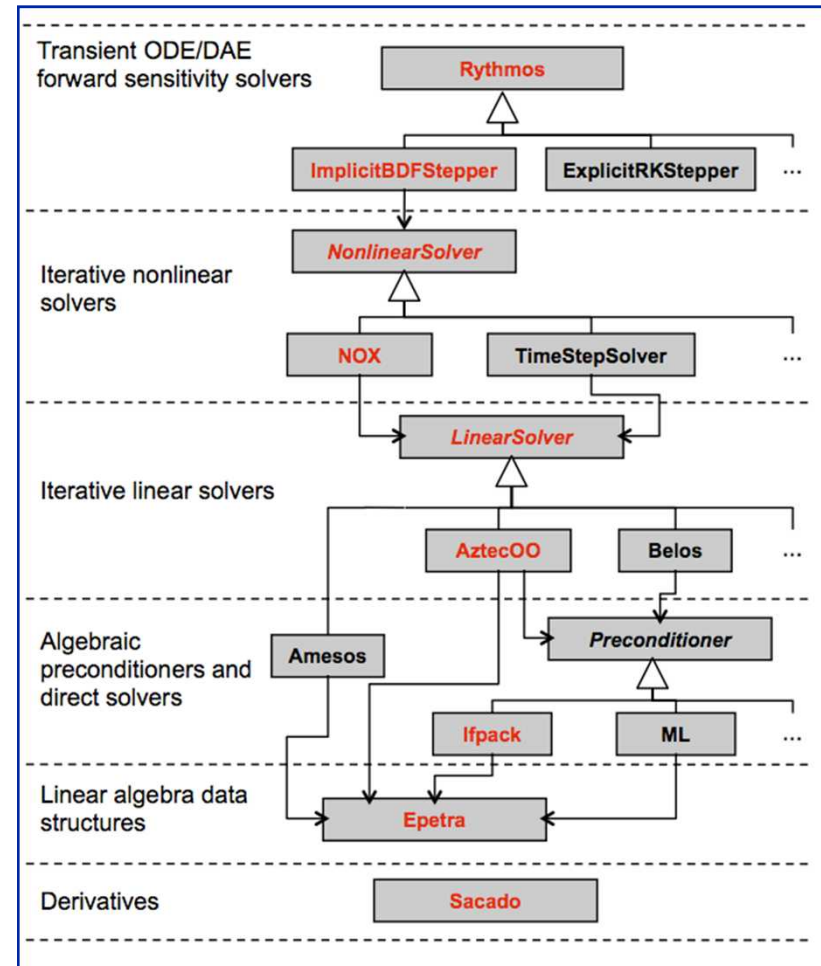 Transient ODE/DAE
forward sensitivity solvers
Rythmos
ImplicitBDFStepper
ExplicitRKStepper
...
NonlinearSolver
Iterative nonlinear
solvers
NOX
TimeStepSolver
...
LinearSolver
Iterative linear solvers
AztecOO
Belos
...
Algebraic
preconditioners and
direct solvers
Amesos
Preconditioner
Ifpack
ML
...
Linear algebra data
structures
Epetra
Derivatives
Sacado